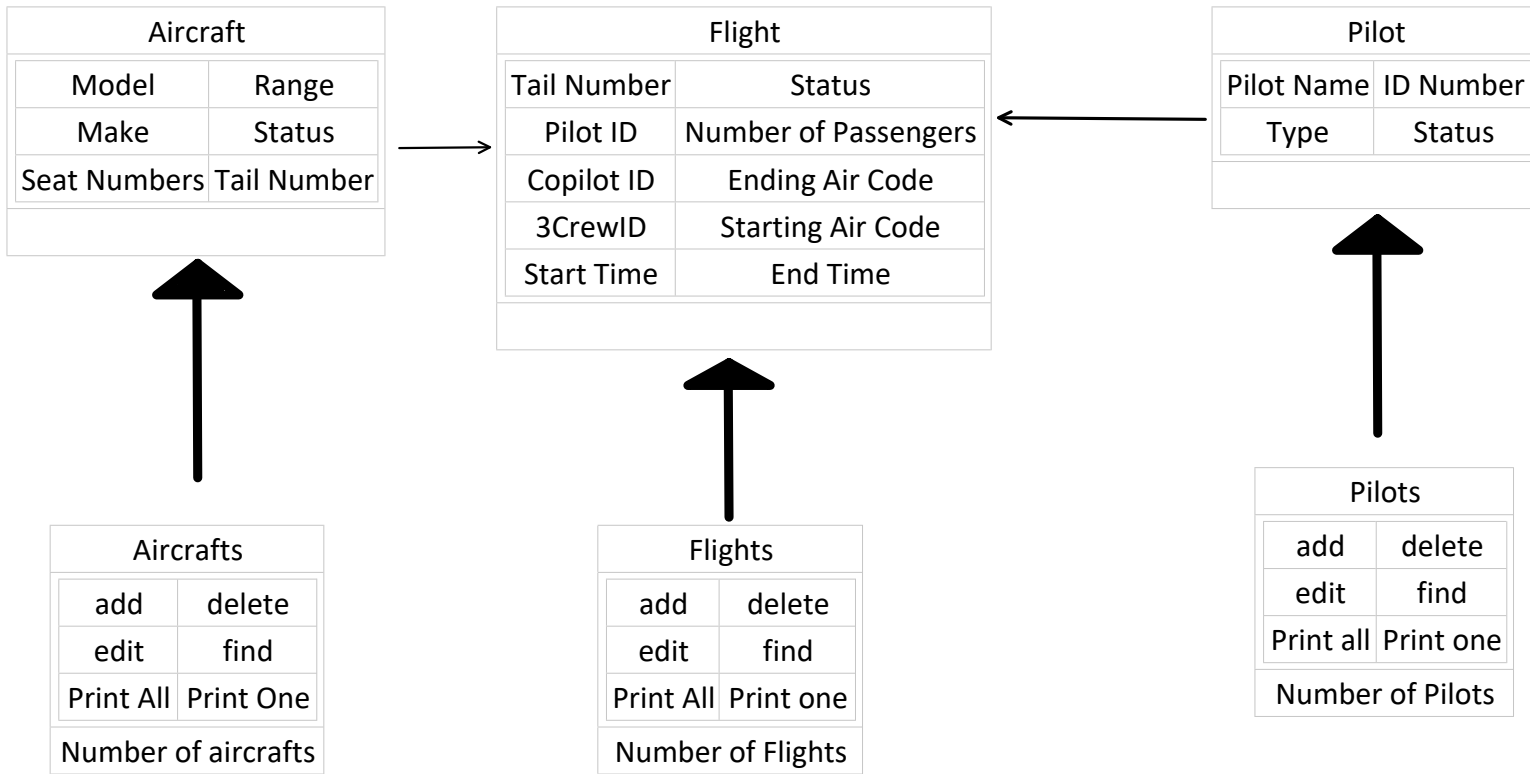 Aircraft
Model Range
Make Status
Seat Numbers Tail Number
Flight
Tail Number Status
Pilot ID Number of Passengers
Copilot ID Ending Air Code
3CrewID Starting Air Code
Start Time End Time
Pilot
Pilot Name ID Number
Type Status
Aircrafts
add delete
edit find
Print All Print One
Number of aircrafts
Flights
add delete
edit find
Print All Print one
Number of Flights
Pilots
add delete
edit find
Print all Print one
Number of Pilots